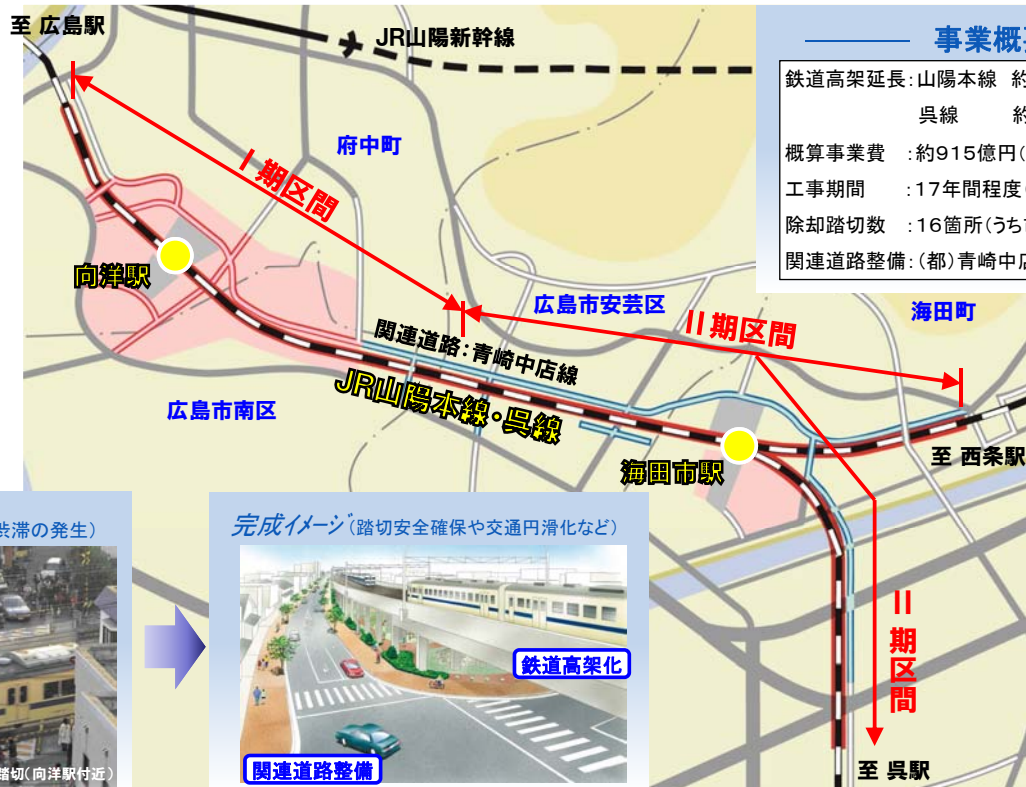 至 広島駅
JR山陽新幹線
事業概
鉄道高架延長:山陽本線 約
呉線 約
概算事業費 :約915億円(
工事期間 :17年間程度
除却踏切数 :16箇所(うち
関連道路整備:(都)青崎中店
府中町
I期区間
向洋駅
広島市安芸区
II期区間
海田町
関連道路:青崎中店線
JR山陽本線・呉線
広島市南区
海田市駅
至 西条駅
渋滞の発生)
踏切(向洋駅付近)
完成イメージ(踏切安全確保や交通円滑化など)
鉄道高架化
関連道路整備
II期区間
至 呉駅